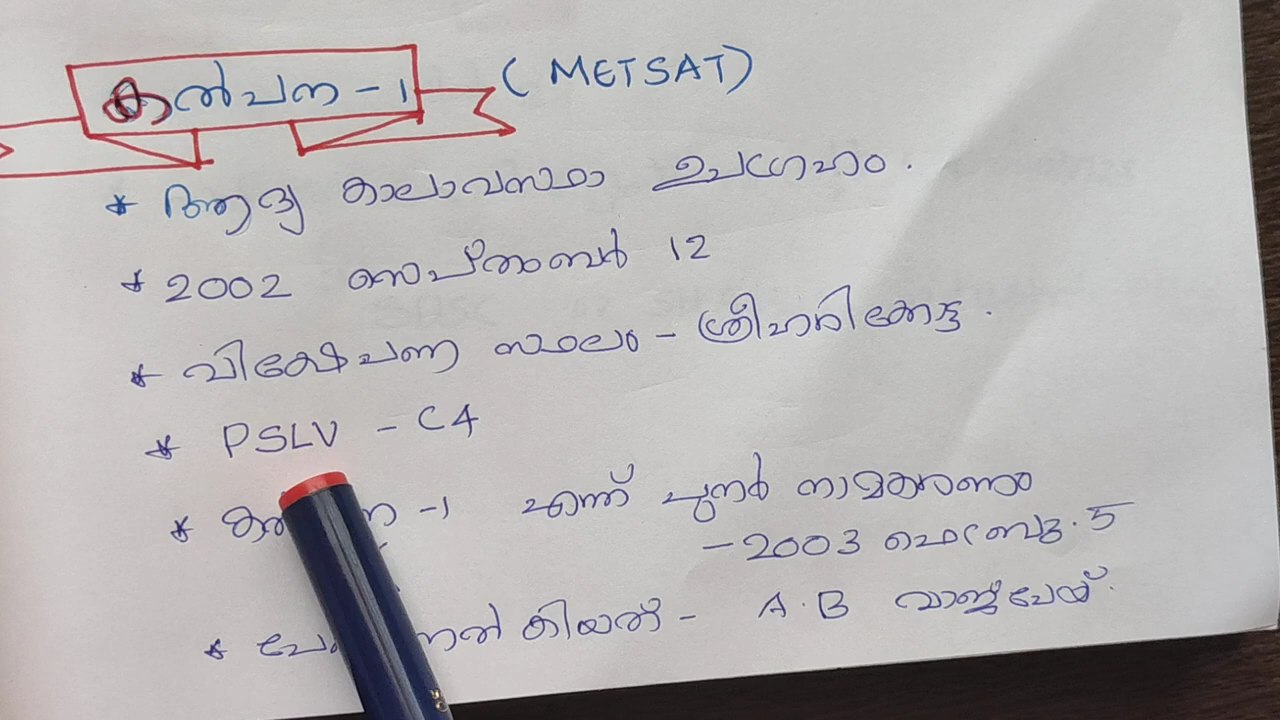 കൽപന - 1 (METSAT)
* ആദ്യ കാലാവസ്ഥാ ഉപഗ്രഹം.
* 2002 സെപ്തംബർ 12
* വിക്ഷേപണ സ്ഥലം - ശ്രീഹരികോട്ട.
* PSLV - C4
* -1 എന്ന് പുനർ നാമകരണം
- 2003 ഫെബ്രു. 5
* നൽകിയത് - A.B വാജ്പേയ്.